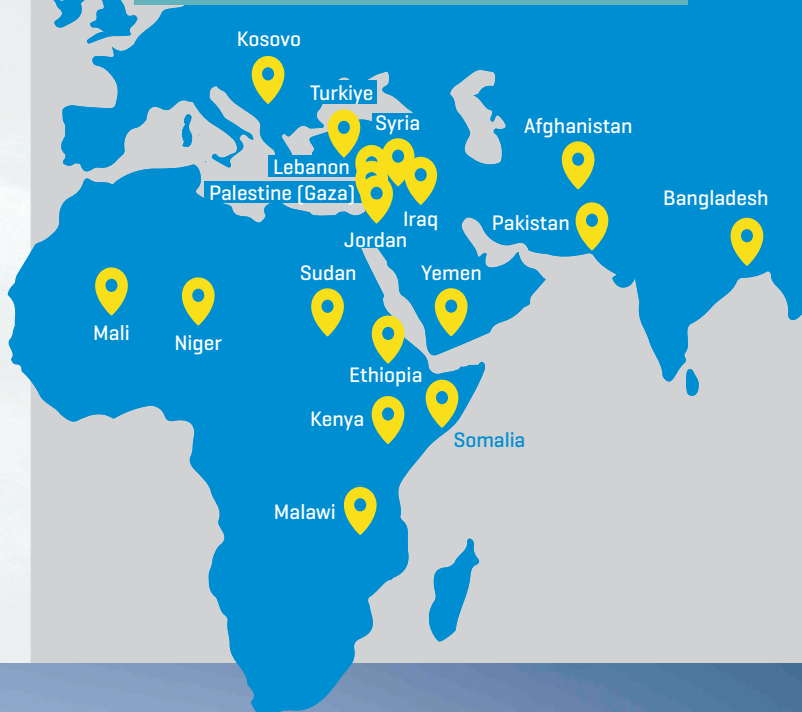 Kosovo
Turkiye
Syria
Afghanistan
Lebanon
Palestine (Gaza)
Bangladesh
Iraq
Pakistan
Jordan
Sudan
Yemen
Mali
Niger
Ethiopia
Kenya
Somalia
Malawi